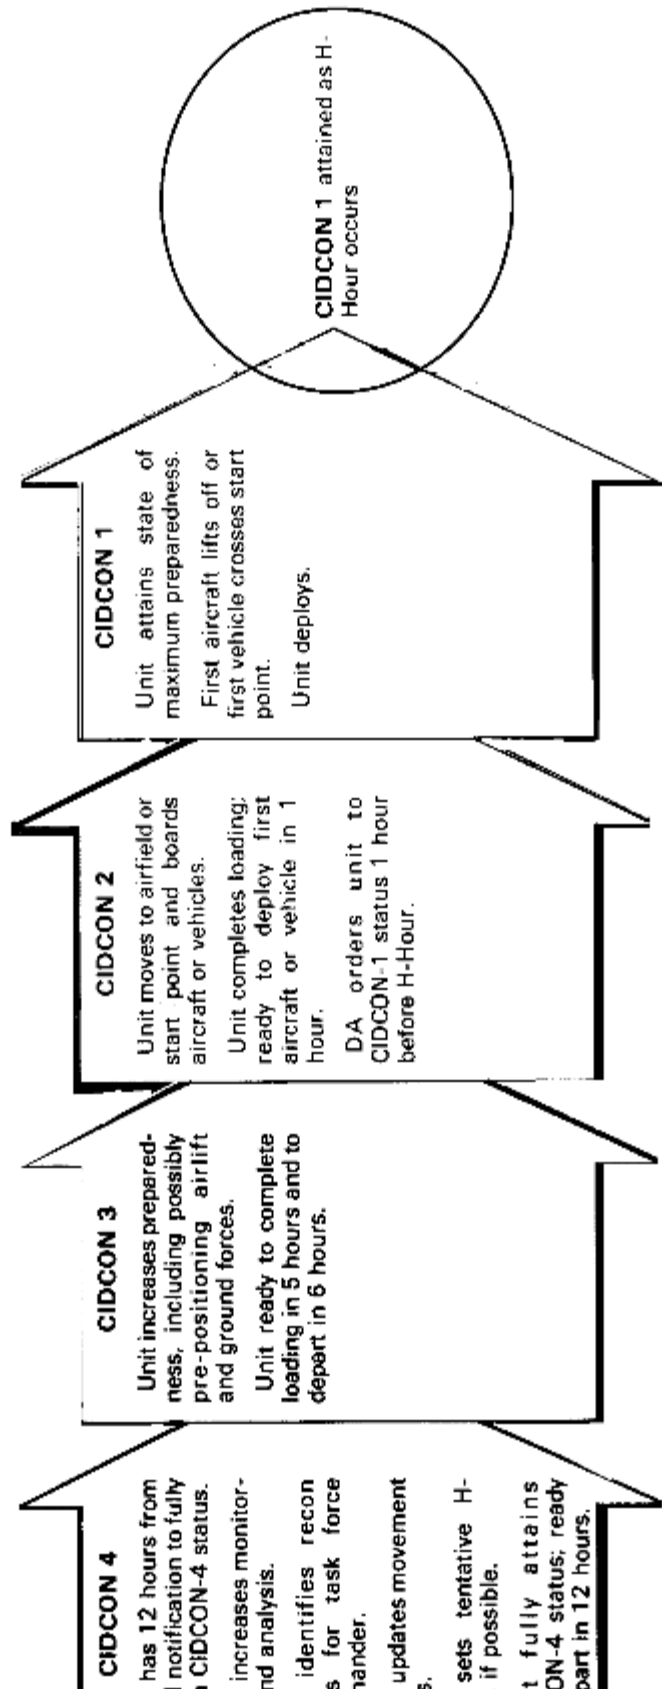 CIDCON 4
has 12 hours from
notification to fully
CIDCON-4 status.
increases monitor-
nd analysis.
identifies recon
s for task force
nander.
updates movement
s.
sets tentative H-
if possible.
t fully attains
ON-4 status; ready
part in 12 hours.
CIDCON 3
Unit increases prepared-
ness, including possibly
pre-positioning airlift
and ground forces.
Unit ready to complete
loading in 5 hours and to
depart in 6 hours.
CIDCON 2
Unit moves to airfield or
start point and boards
aircraft or vehicles.
Unit completes loading;
ready to deploy first
aircraft or vehicle in 1
hour.
DA orders unit to
CIDCON-1 status 1 hour
before H-Hour.
CIDCON 1
Unit attains state of
maximum preparedness.
First aircraft lifts off or
first vehicle crosses start
point.
Unit deploys.
CIDCON 1 attained as H-
Hour occurs